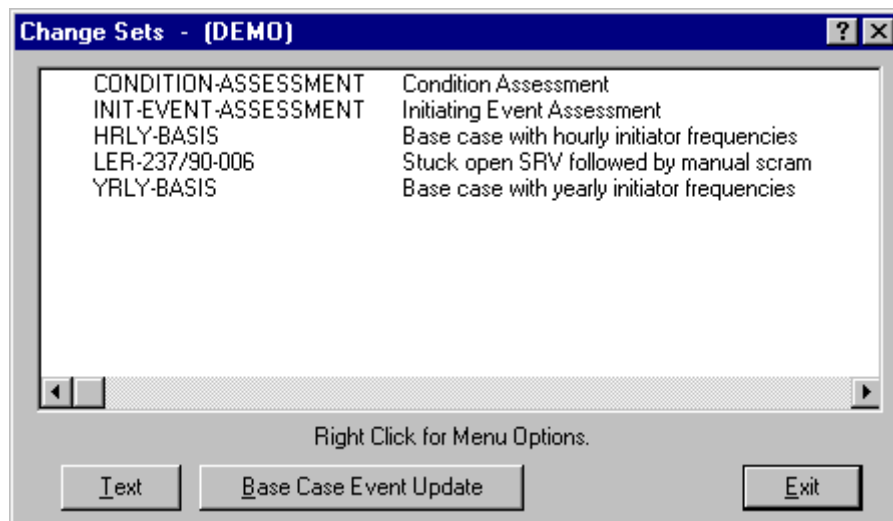 Change Sets - (DEMO)
CONDITION-ASSESSMENT Condition Assessment
INIT-EVENT-ASSESSMENT Initiating Event Assessment
HRLY-BASIS Base case with hourly initiator frequencies
LER-237/90-006 Stuck open SRV followed by manual scram
YRLY-BASIS Base case with yearly initiator frequencies
Right Click for Menu Options.
Text Base Case Event Update Exit